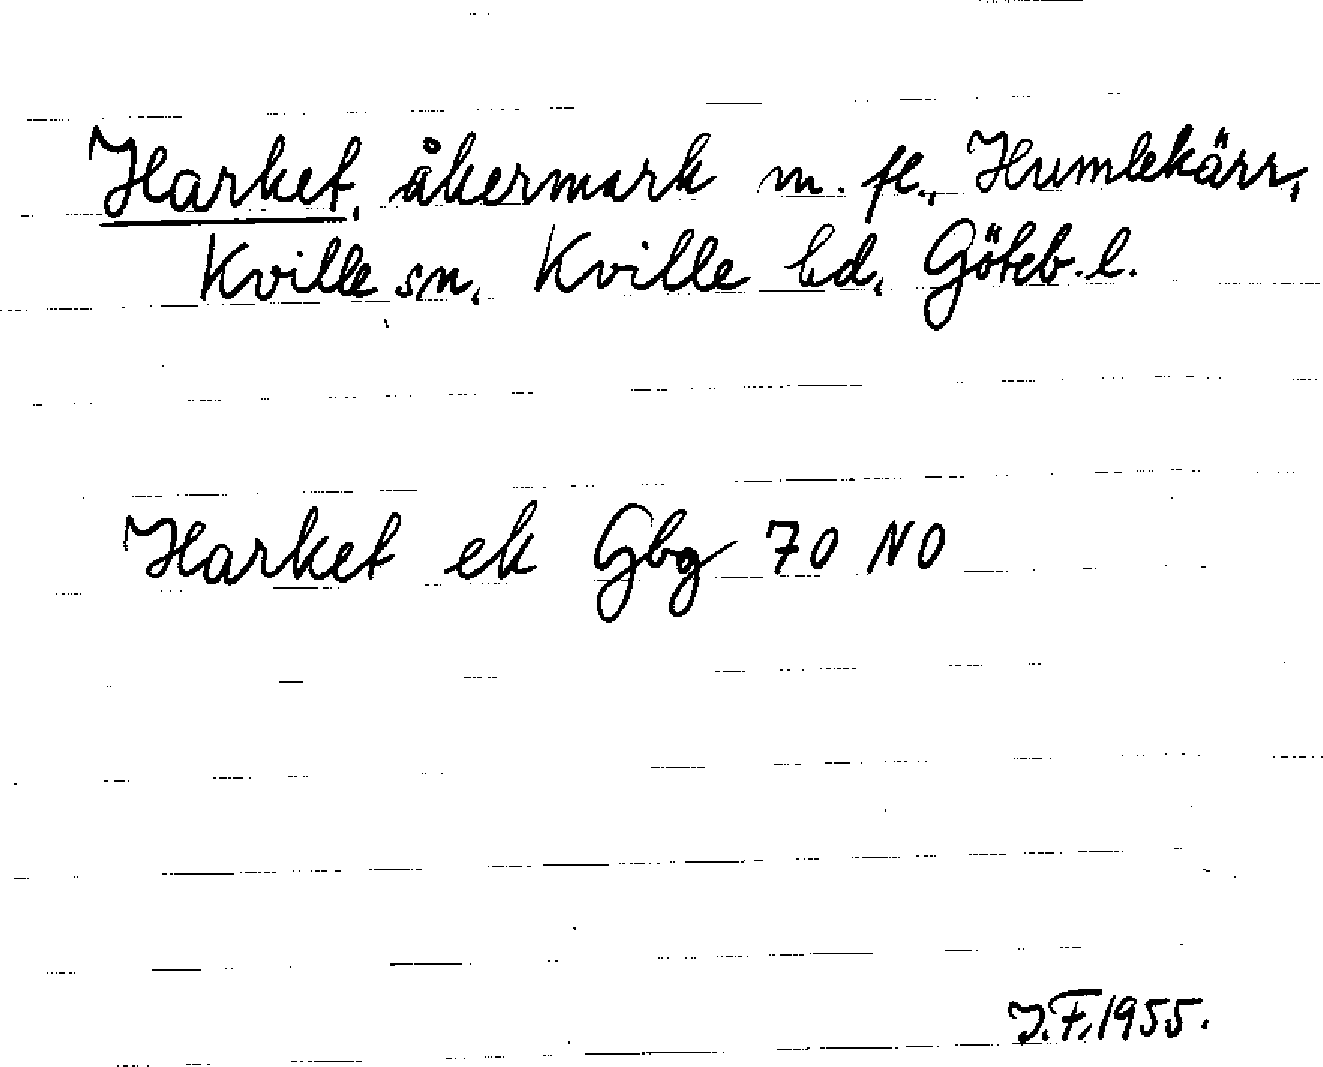 Harket, åkermark m. fl., Humlekärr,
Kville sn, Kville hd, Göteb. l.
Harket ek Gbg 70 NO
J.F. 1955.